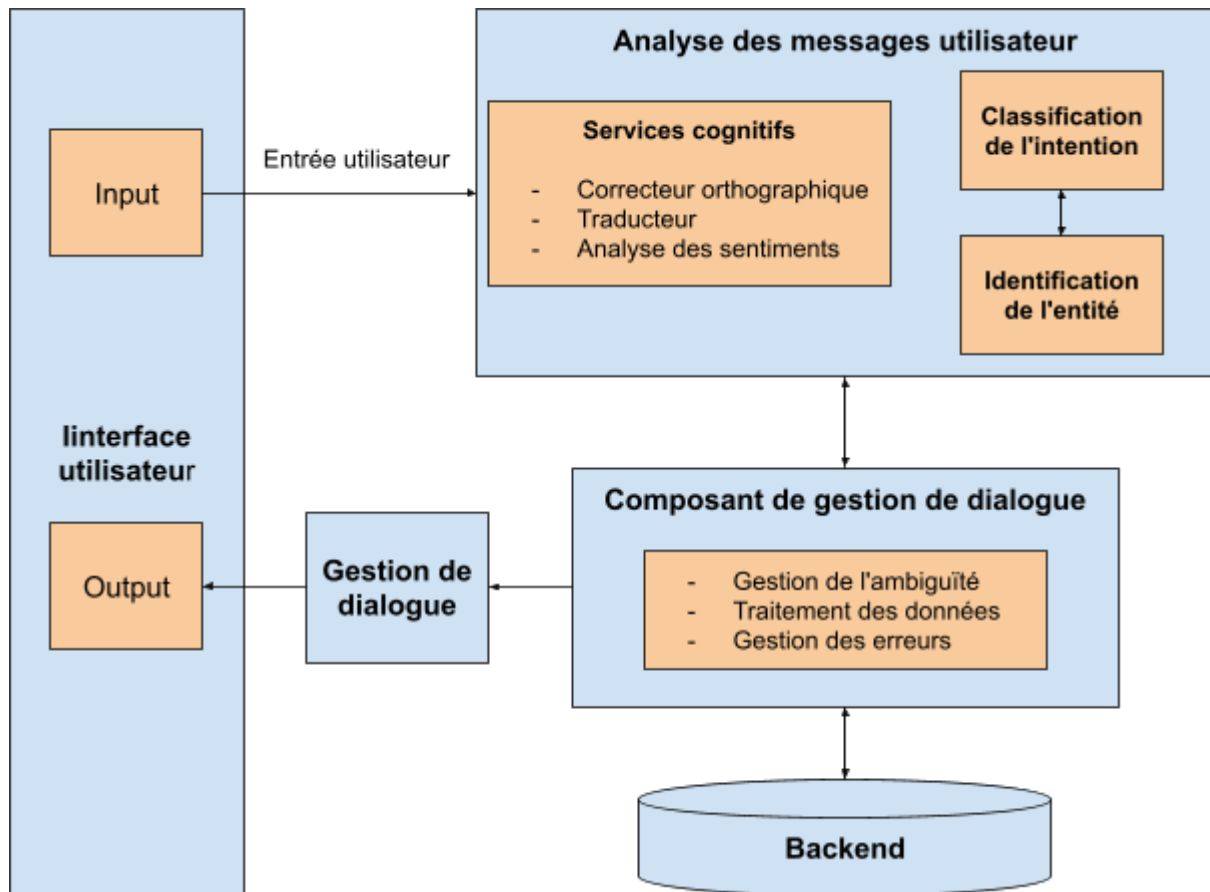 Analyse des messages utilisateur
Services cognitifs
- Correcteur orthographique
- Traducteur
- Analyse des sentiments
Classification
de l'intention
Identification
de l'entité
Input
Entrée utilisateur
Iinterface
utilisateur
Output
Gestion de
dialogue
Composant de gestion de dialogue
- Gestion de l'ambiguïté
- Traitement des données
- Gestion des erreurs
Backend